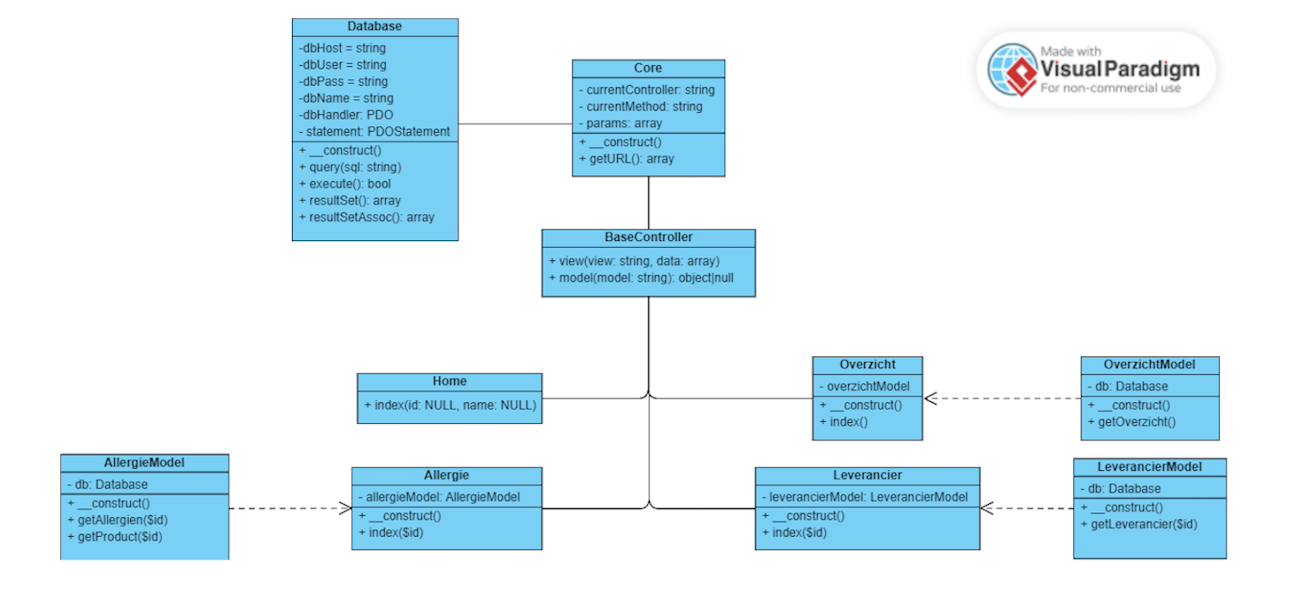 Database
-dbHost = string
-dbUser = string
-dbPass = string
-dbName = string
-dbHandler: PDO
- statement: PDOStatement
+ __construct()
+ query(sql: string)
+ execute(): bool
+ resultSet(): array
+ resultSetAssoc(): array
Core
- currentController: string
- currentMethod: string
- params: array
+ __construct()
+ getURL(): array
Made with
VisualParadigm
For non-commercial use
BaseController
+ view(view: string, data: array)
+ model(model: string): object|null
Home
+ index(id: NULL, name: NULL)
Overzicht
- overzichtModel
+ __construct()
+ index()
OverzichtModel
- db: Database
+ __construct()
+ getOverzicht()
AllergieModel
- db: Database
+ __construct()
+ getAllergien($id)
+ getProduct($id)
Allergie
- allergieModel: AllergieModel
+ __construct()
+ index($id)
Leverancier
- leverancierModel: LeverancierModel
+ __construct()
+ index($id)
LeverancierModel
- db: Database
+ __construct()
+ getLeverancier($id)